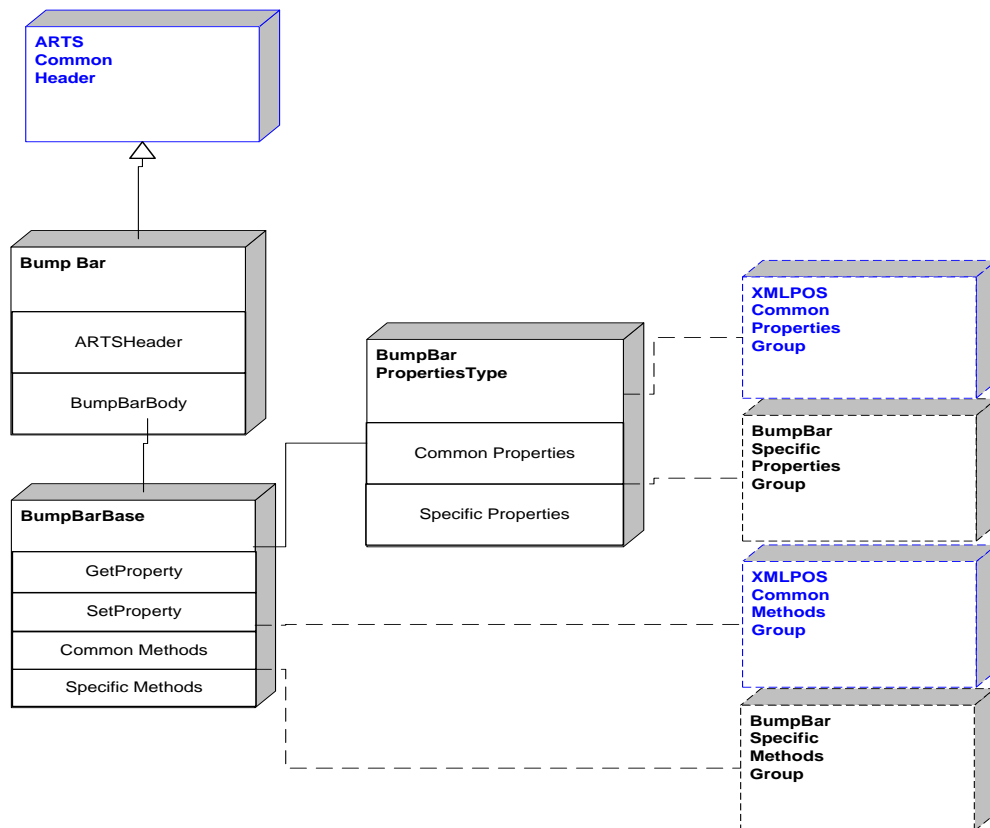 ARTS
Common
Header
Bump Bar
ARTSHeader
BumpBarBody
BumpBarBase
GetProperty
SetProperty
Common Methods
Specific Methods
BumpBar
PropertiesType
Common Properties
Specific Properties
XMLPOS
Common
Properties
Group
BumpBar
Specific
Properties
Group
XMLPOS
Common
Methods
Group
BumpBar
Specific
Methods
Group